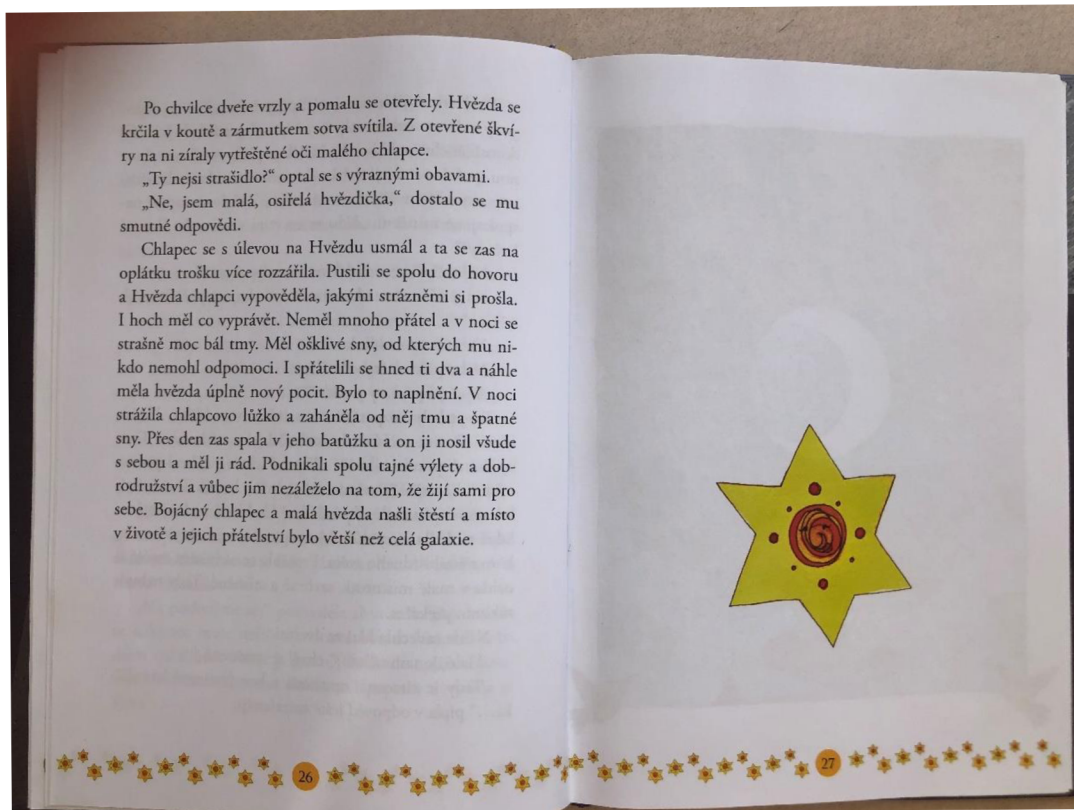 Po chvilce dveře vrzly a pomalu se otevřely. Hvězda se
krčila v koutě a zármutkem sotva svítila. Z otevřené škví-
ry na ni zíraly vytřeštěné oči malého chlapce.
„Ty nejsi strašidlo?“ optal se s výraznými obavami.
„Ne, jsem malá, osiřelá hvězdička,“ dostalo se mu
smutné odpovědi.
Chlapec se s úlevou na Hvězdu usmál a ta se zas na
oplátku trošku více rozzářila. Pustili se spolu do hovoru
a Hvězda chlapci vypověděla, jakými strázněmi si prošla.
I hoch měl co vyprávět. Neměl mnoho přátel a v noci se
strašně moc bál tmy. Měl ošklivé sny, od kterých mu ni-
kdo nemohl odpomoci. I spřátelili se hned ti dva a náhle
měla hvězda úplně nový pocit. Bylo to naplnění. V noci
strážila chlapcovo lůžko a zaháněla od něj tmu a špatné
sny. Přes den zas spala v jeho batůžku a on ji nosil všude
s sebou a měl ji rád. Podnikali spolu tajné výlety a dob-
rodružství a vůbec jim nezáleželo na tom, že žijí sami pro
sebe. Bojácný chlapec a malá hvězda našli štěstí a místo
v životě a jejich přátelství bylo větší než celá galaxie.
26
27